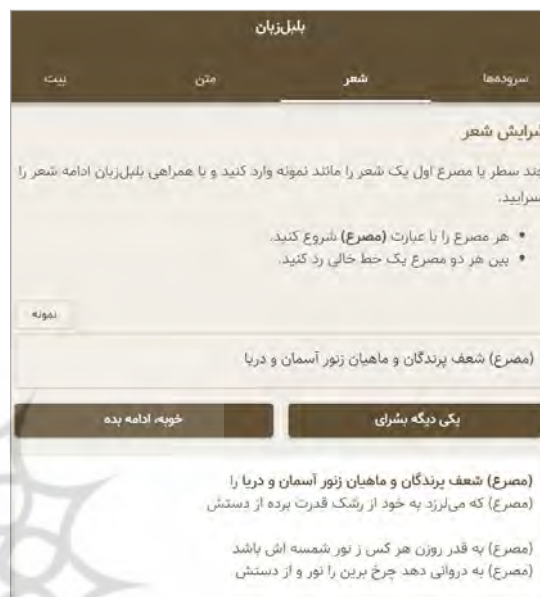 بلبل‌زبان
سروده‌ها
شعر
متن
بیت
سُرایش شعر
چند سطر یا مصرع اول یک شعر را مانند نمونه وارد کنید و با همراهی بلبل‌زبان ادامه شعر را
بسرایید.
• هر مصرع را با عبارت (مصرع) شروع کنید.
• بین هر دو مصرع یک خط خالی رد کنید.
نمونه
(مصرع) شعف پرندگان و ماهیان زنور آسمان و دریا
یکی دیگه بسُرای
خوبه، ادامه بده
(مصرع) شعف پرندگان و ماهیان زنور آسمان و دریا را
(مصرع) که می‌لرزد به خود از رشک قدرت برده از دستش
(مصرع) به قدر روزن هر کس ز نور شمسه اش باشد
(مصرع) به دروانی دهد چرخ برین را نور و از دستش